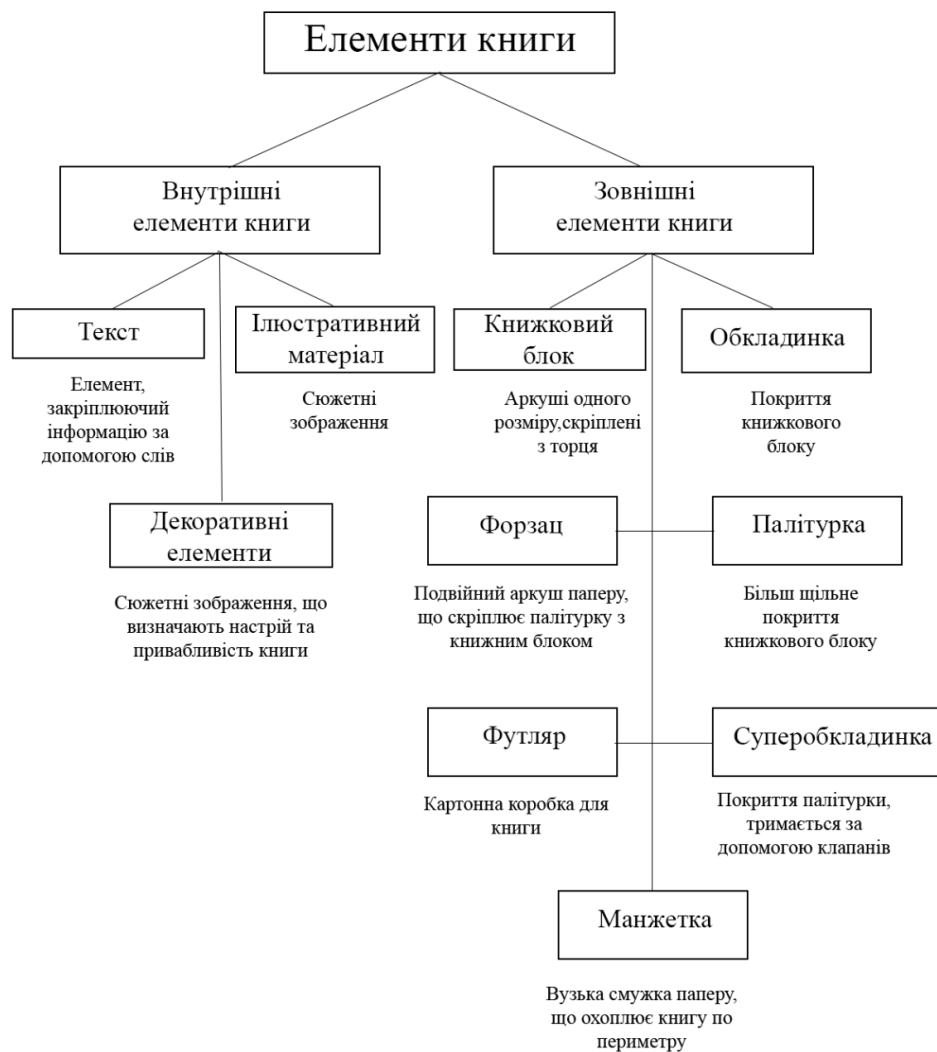 Елементи книги
Внутрішні
елементи книги
Зовнішні
елементи книги
Текст
Елемент,
закріплюючий
інформацію за
допомогою слів
Ілюстративний
матеріал
Сюжетні
зображення
Книжковий
блок
Аркуші одного
розміру,скріплені
з торця
Обкладинка
Покриття
книжкового
блоку
Декоративні
елементи
Сюжетні зображення, що
визначають настрій та
привабливість книги
Форзац
Подвійний аркуш паперу,
що скріплює палітурку з
книжним блоком
Палітурка
Більш щільне
покриття
книжкового блоку
Футляр
Картонна коробка для
книги
Суперобкладинка
Покриття палітурки,
тримається за
допомогою клапанів
Манжетка
Вузька смужка паперу,
що охоплює книгу по
периметру